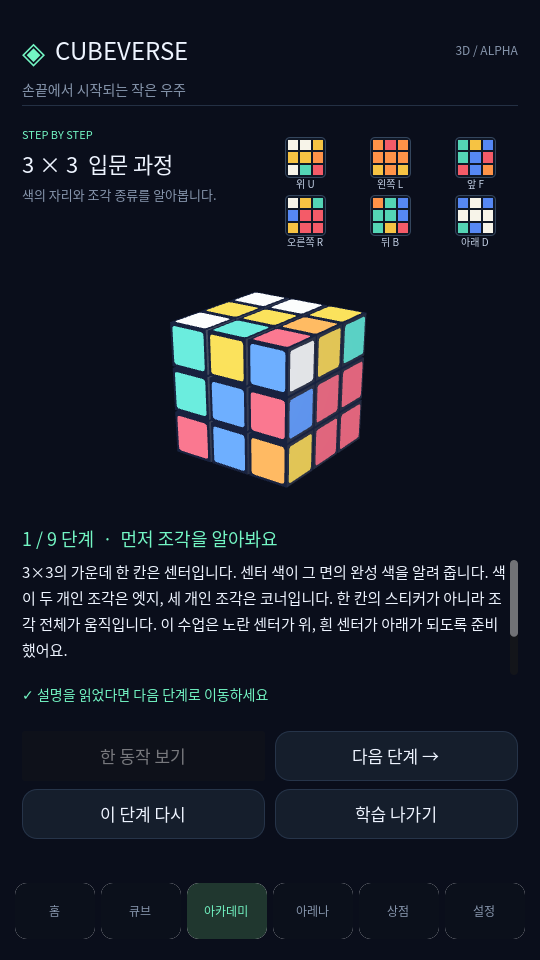 ◈ CUBEVERSE
3D / ALPHA
손끝에서 시작되는 작은 우주
STEP BY STEP
3 × 3 입문 과정
색의 자리와 조각 종류를 알아봅니다.
위 U
왼쪽 L
앞 F
오른쪽 R
뒤 B
아래 D
1 / 9 단계 · 먼저 조각을 알아봐요
3×3의 가운데 한 칸은 센터입니다. 센터 색이 그 면의 완성 색을 알려 줍니다. 색
이 두 개인 조각은 엣지, 세 개인 조각은 코너입니다. 한 칸의 스티커가 아니라 조
각 전체가 움직입니다. 이 수업은 노란 센터가 위, 흰 센터가 아래가 되도록 준비
했어요.
✓ 설명을 읽었다면 다음 단계로 이동하세요
한 동작 보기
다음 단계 →
이 단계 다시
학습 나가기
홈
큐브
아카데미
아레나
상점
설정